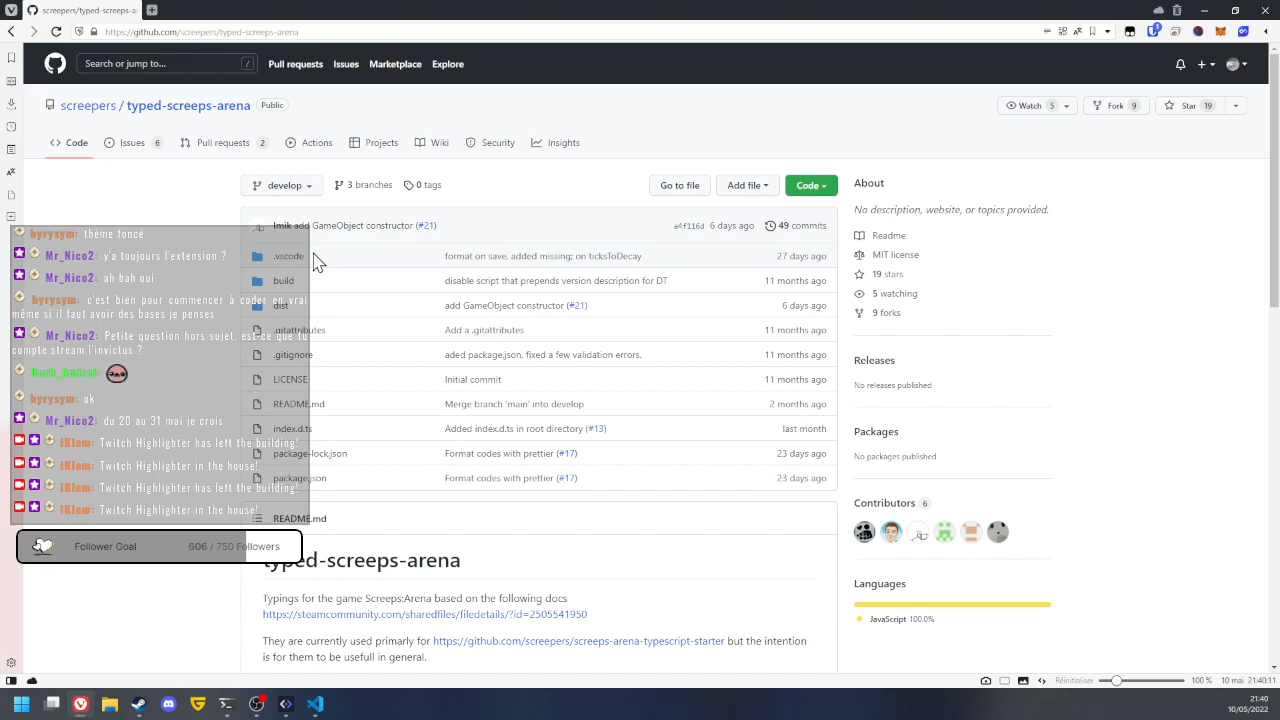 screepers/typed-screeps-ar
https://github.com/screepers/typed-screeps-arena
Search or jump to... /
Pull requests Issues Marketplace Explore
screepers / typed-screeps-arena Public
Watch 5 Fork 9 Star 19
Code Issues 6 Pull requests 2 Actions Projects Wiki Security Insights
develop 3 branches 0 tags Go to file Add file Code
lmik add GameObject constructor (#21) a4f116d 6 days ago 49 commits
.vscode format on save, added missing; on ticksToDecay 27 days ago
build disable script that prepends version description for DT 11 months ago
dist add GameObject constructor (#21) 6 days ago
.gitattributes Add a .gitattributes 11 months ago
.gitignore aded package.json, fixed a few validation errors. 11 months ago
LICENSE Initial commit 11 months ago
README.md Merge branch 'main' into develop 2 months ago
index.d.ts Added index.d.ts in root directory (#13) last month
package-lock.json Format codes with prettier (#17) 23 days ago
package.json Format codes with prettier (#17) 23 days ago
README.md
typed-screeps-arena
Typings for the game Screeps:Arena based on the following docs
https://steamcommunity.com/sharedfiles/filedetails/?id=2505541950
They are currently used primarly for https://github.com/screepers/screeps-arena-typescript-starter but the intention
is for them to be usefull in general.
About
No description, website, or topics provided.
Readme
MIT license
19 stars
5 watching
9 forks
Releases
No releases published
Packages
No packages published
Contributors 6
Languages
JavaScript 100.0%
hyrysym: thème foncé
Mr_Nico2: y'a toujours l'extension ?
Mr_Nico2: ah bah oui
hyrysym: c'est bien pour commencer à coder en vrai
même si il faut avoir des bases je penses
Mr_Nico2: Petite question hors sujet, est-ce que tu
compte stream l'invictus ?
hyrysym: ok
Mr_Nico2: du 20 au 31 mai je crois
IKlem: Twitch Highlighter has left the building!
IKlem: Twitch Highlighter in the house!
IKlem: Twitch Highlighter has left the building!
IKlem: Twitch Highlighter in the house!
Follower Goal 606 / 750 Followers
Réinitialiser 100 % 10 mai 21:40:11
21:40
10/05/2022